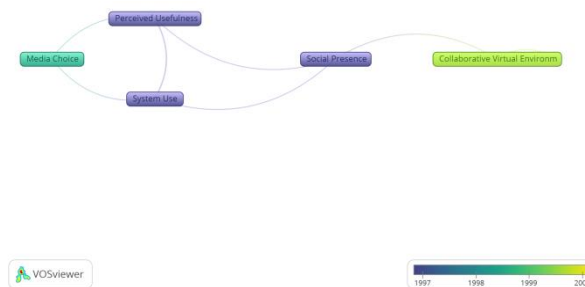 Perceived Usefulness
Media Choice
Social Presence
Collaborative Virtual Environm
System Use
VOSviewer
1997 1998 1999 200